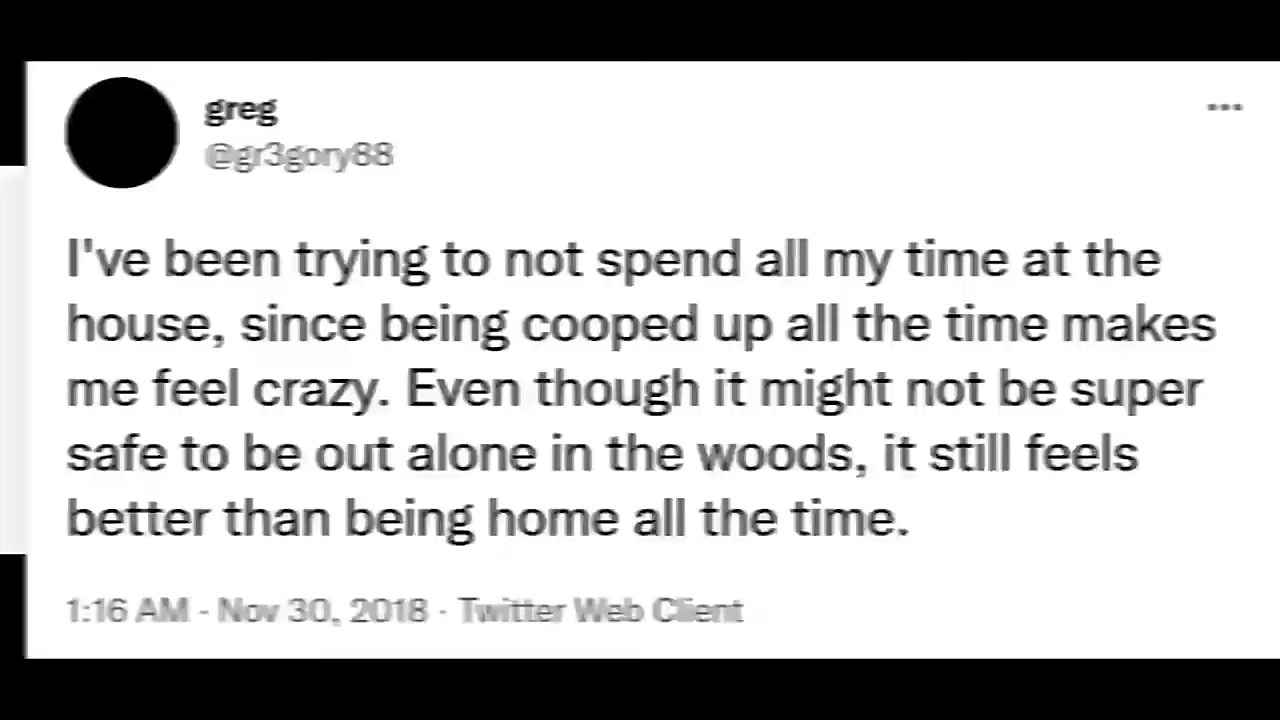 greg
@gr3gory88
I've been trying to not spend all my time at the
house, since being cooped up all the time makes
me feel crazy. Even though it might not be super
safe to be out alone in the woods, it still feels
better than being home all the time.
1:16 AM · Nov 30, 2018 · Twitter Web Client